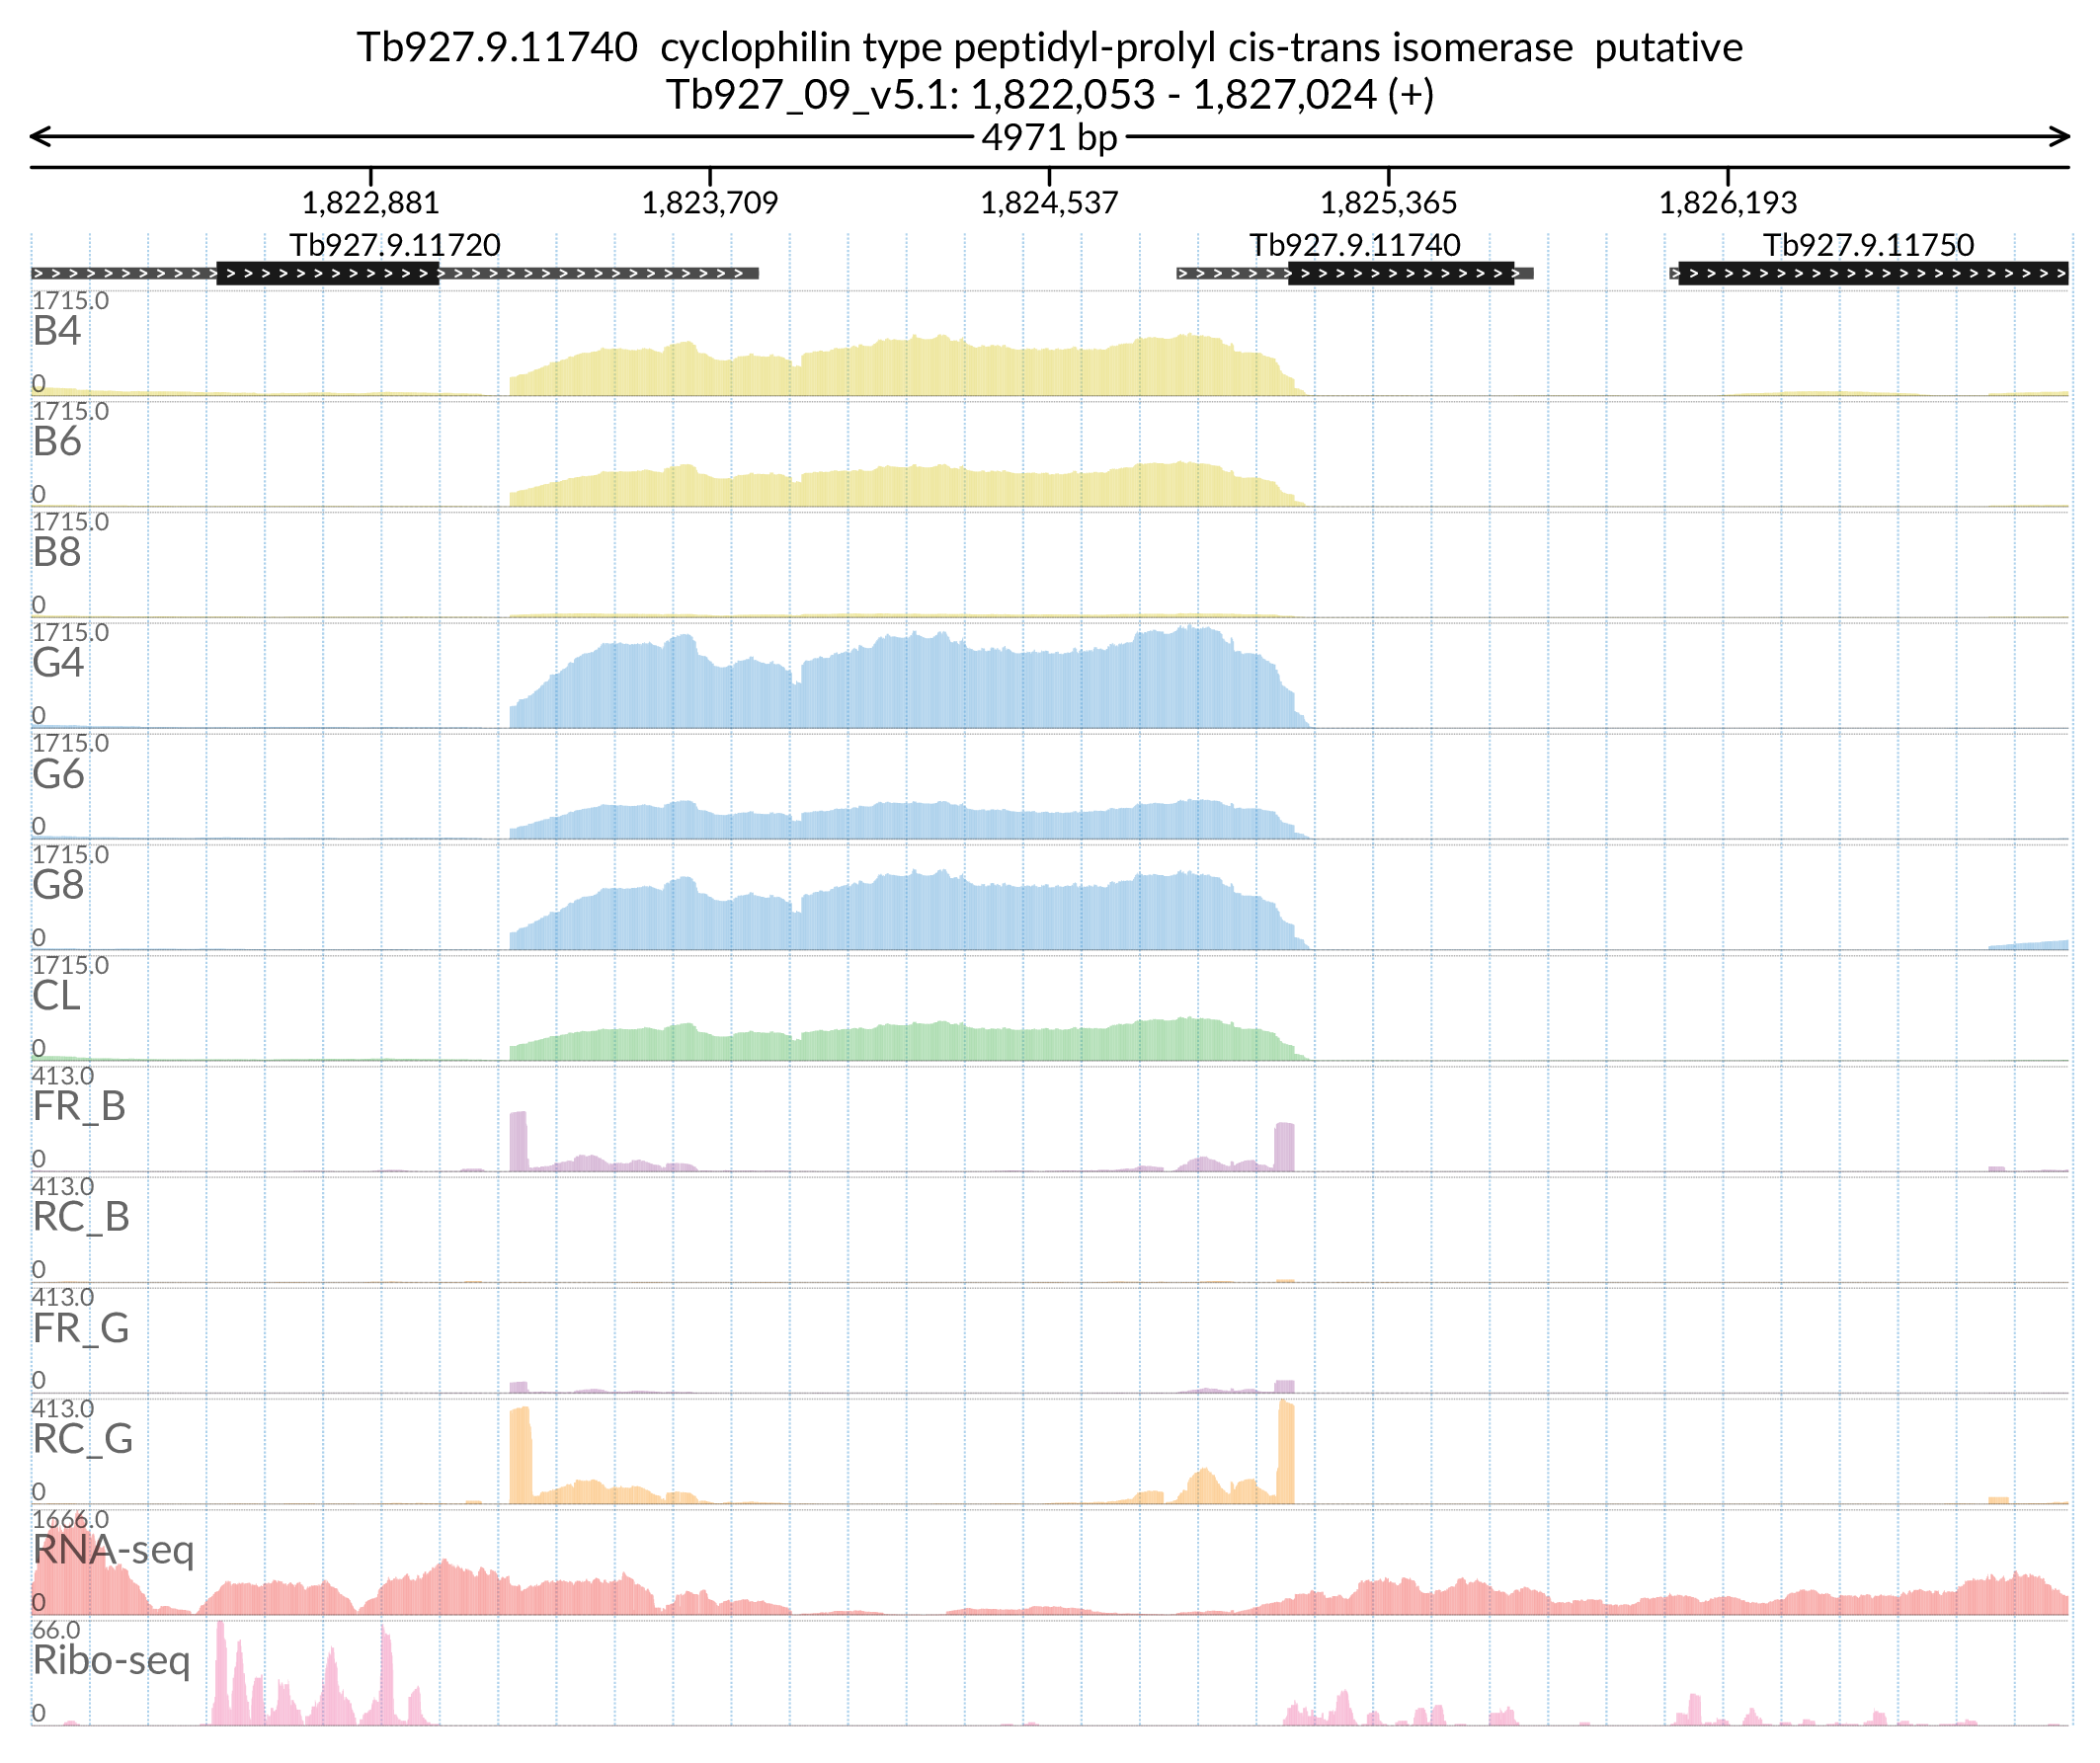 Tb927.9.11740  cyclophilin type peptidyl-prolyl cis-trans isomerase  putative
Tb927_09_v5.1: 1,822,053 - 1,827,024 (+)
4971 bp
1,822,881 1,823,709 1,824,537 1,825,365 1,826,193
Tb927.9.11720 Tb927.9.11740 Tb927.9.11750
1715.0
B4
0
1715.0
B6
0
1715.0
B8
0
1715.0
G4
0
1715.0
G6
0
1715.0
G8
0
1715.0
CL
0
413.0
FR_B
0
413.0
RC_B
0
413.0
FR_G
0
413.0
RC_G
0
1666.0
RNA-seq
0
66.0
Ribo-seq
0